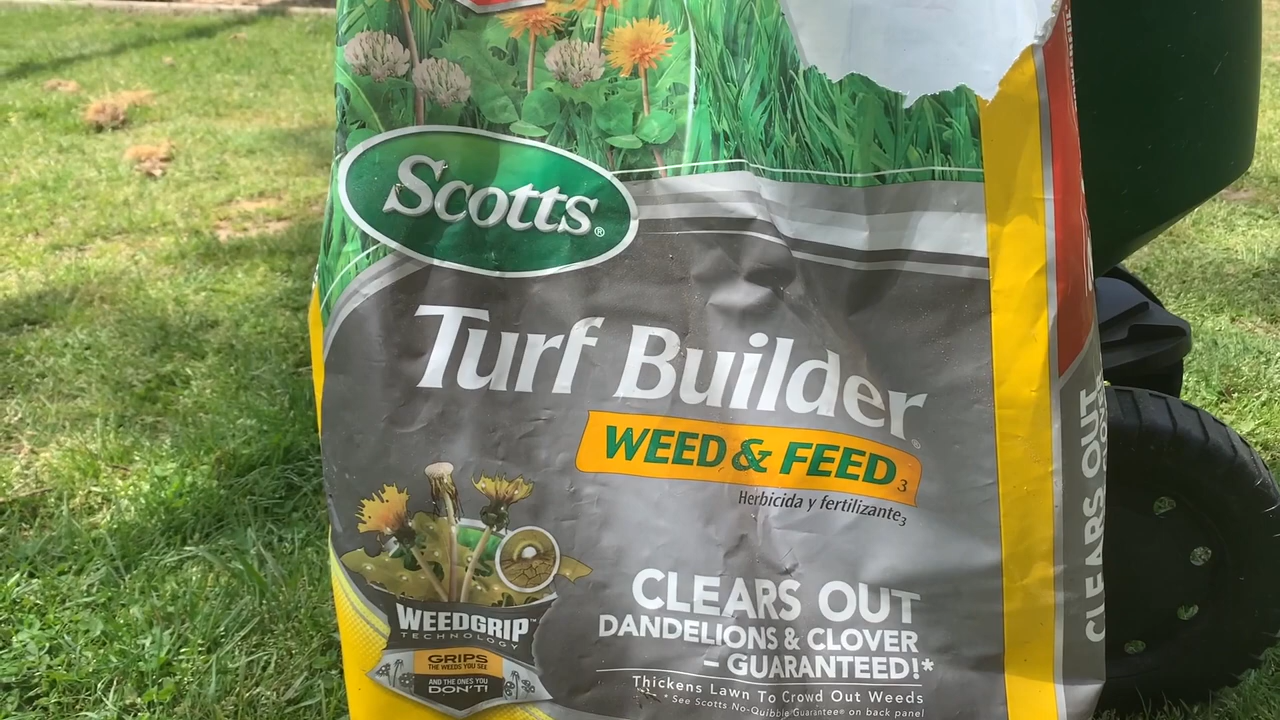 Scotts®
Turf Builder®
WEED & FEED3
Herbicida y fertilizante3
CLEARS OUT
DANDELIONS & CLOVER
– GUARANTEED!*
Thickens Lawn To Crowd Out Weeds
* See Scotts No-Quibble Guarantee® on back panel
WEEDGRIP™
TECHNOLOGY
GRIPS
THE WEEDS YOU SEE
AND THE ONES YOU
DON'T!
CLEARS OUT